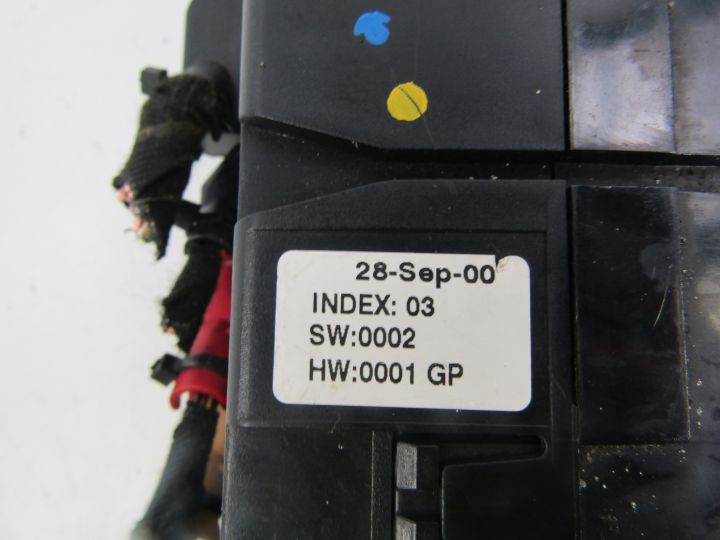 28-Sep-00
INDEX: 03
SW:0002
HW:0001 GP